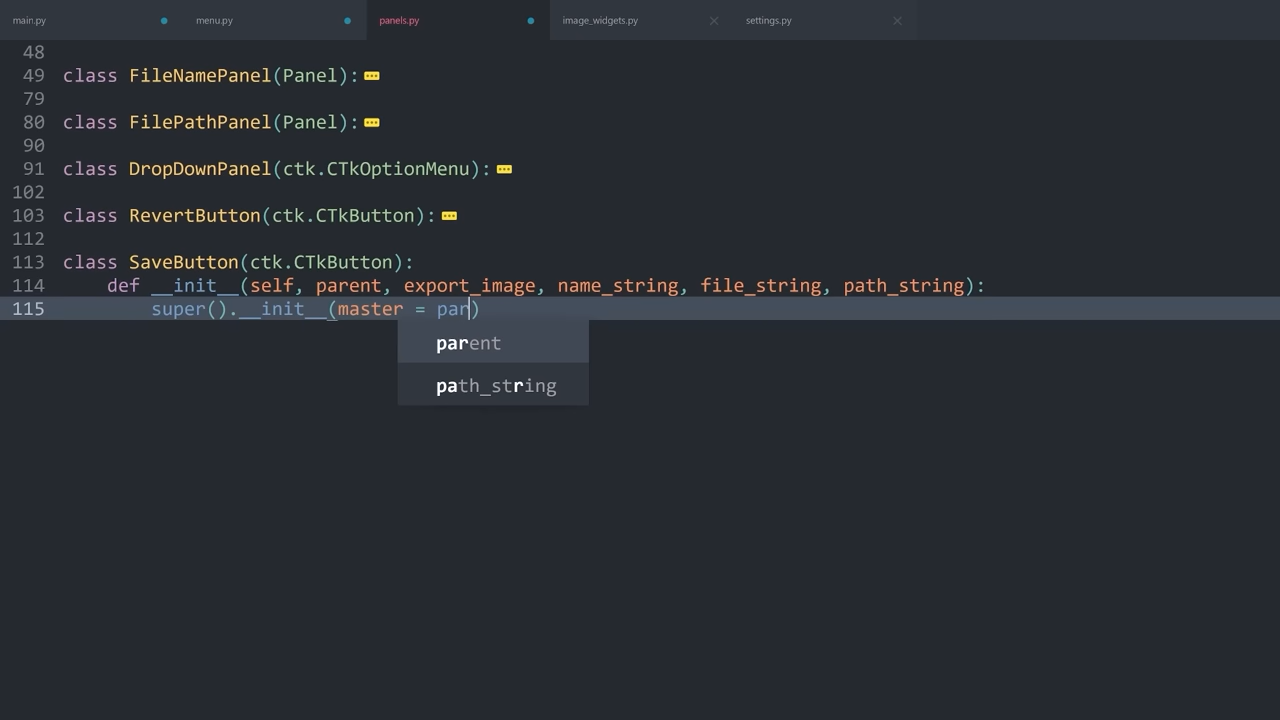 main.py menu.py panels.py image_widgets.py settings.py
48
49 class FileNamePanel(Panel):
79
80 class FilePathPanel(Panel):
90
91 class DropDownPanel(ctk.CTkOptionMenu):
102
103 class RevertButton(ctk.CTkButton):
112
113 class SaveButton(ctk.CTkButton):
114 def __init__(self, parent, export_image, name_string, file_string, path_string):
115 super().__init__(master = par)
parent
path_string